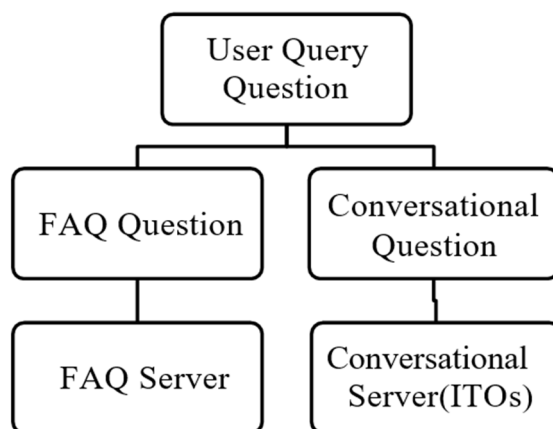 User Query
Question
FAQ Question
Conversational
Question
FAQ Server
Conversational
Server(ITOs)